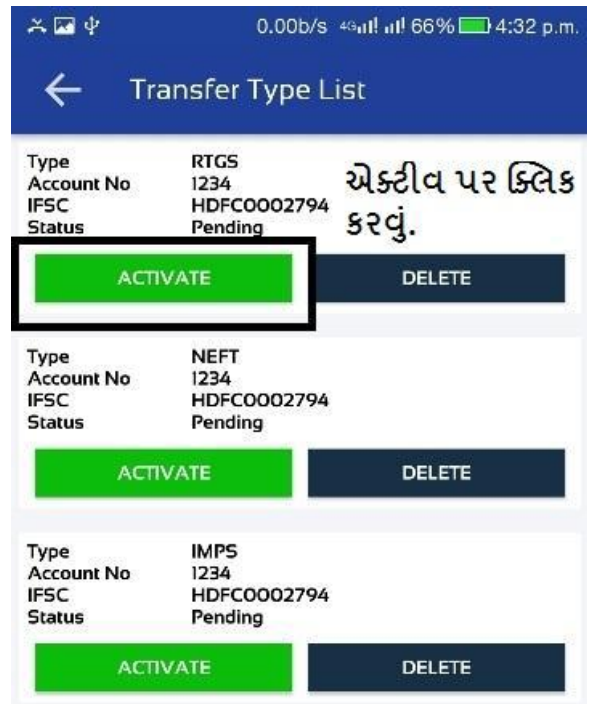 0.00b/s 4G 66% 4:32 p.m.
Transfer Type List
Type RTGS
Account No 1234
IFSC HDFC0002794
Status Pending
એક્ટીવ પર ક્લિક
કરવું.
ACTIVATE DELETE
Type NEFT
Account No 1234
IFSC HDFC0002794
Status Pending
ACTIVATE DELETE
Type IMPS
Account No 1234
IFSC HDFC0002794
Status Pending
ACTIVATE DELETE